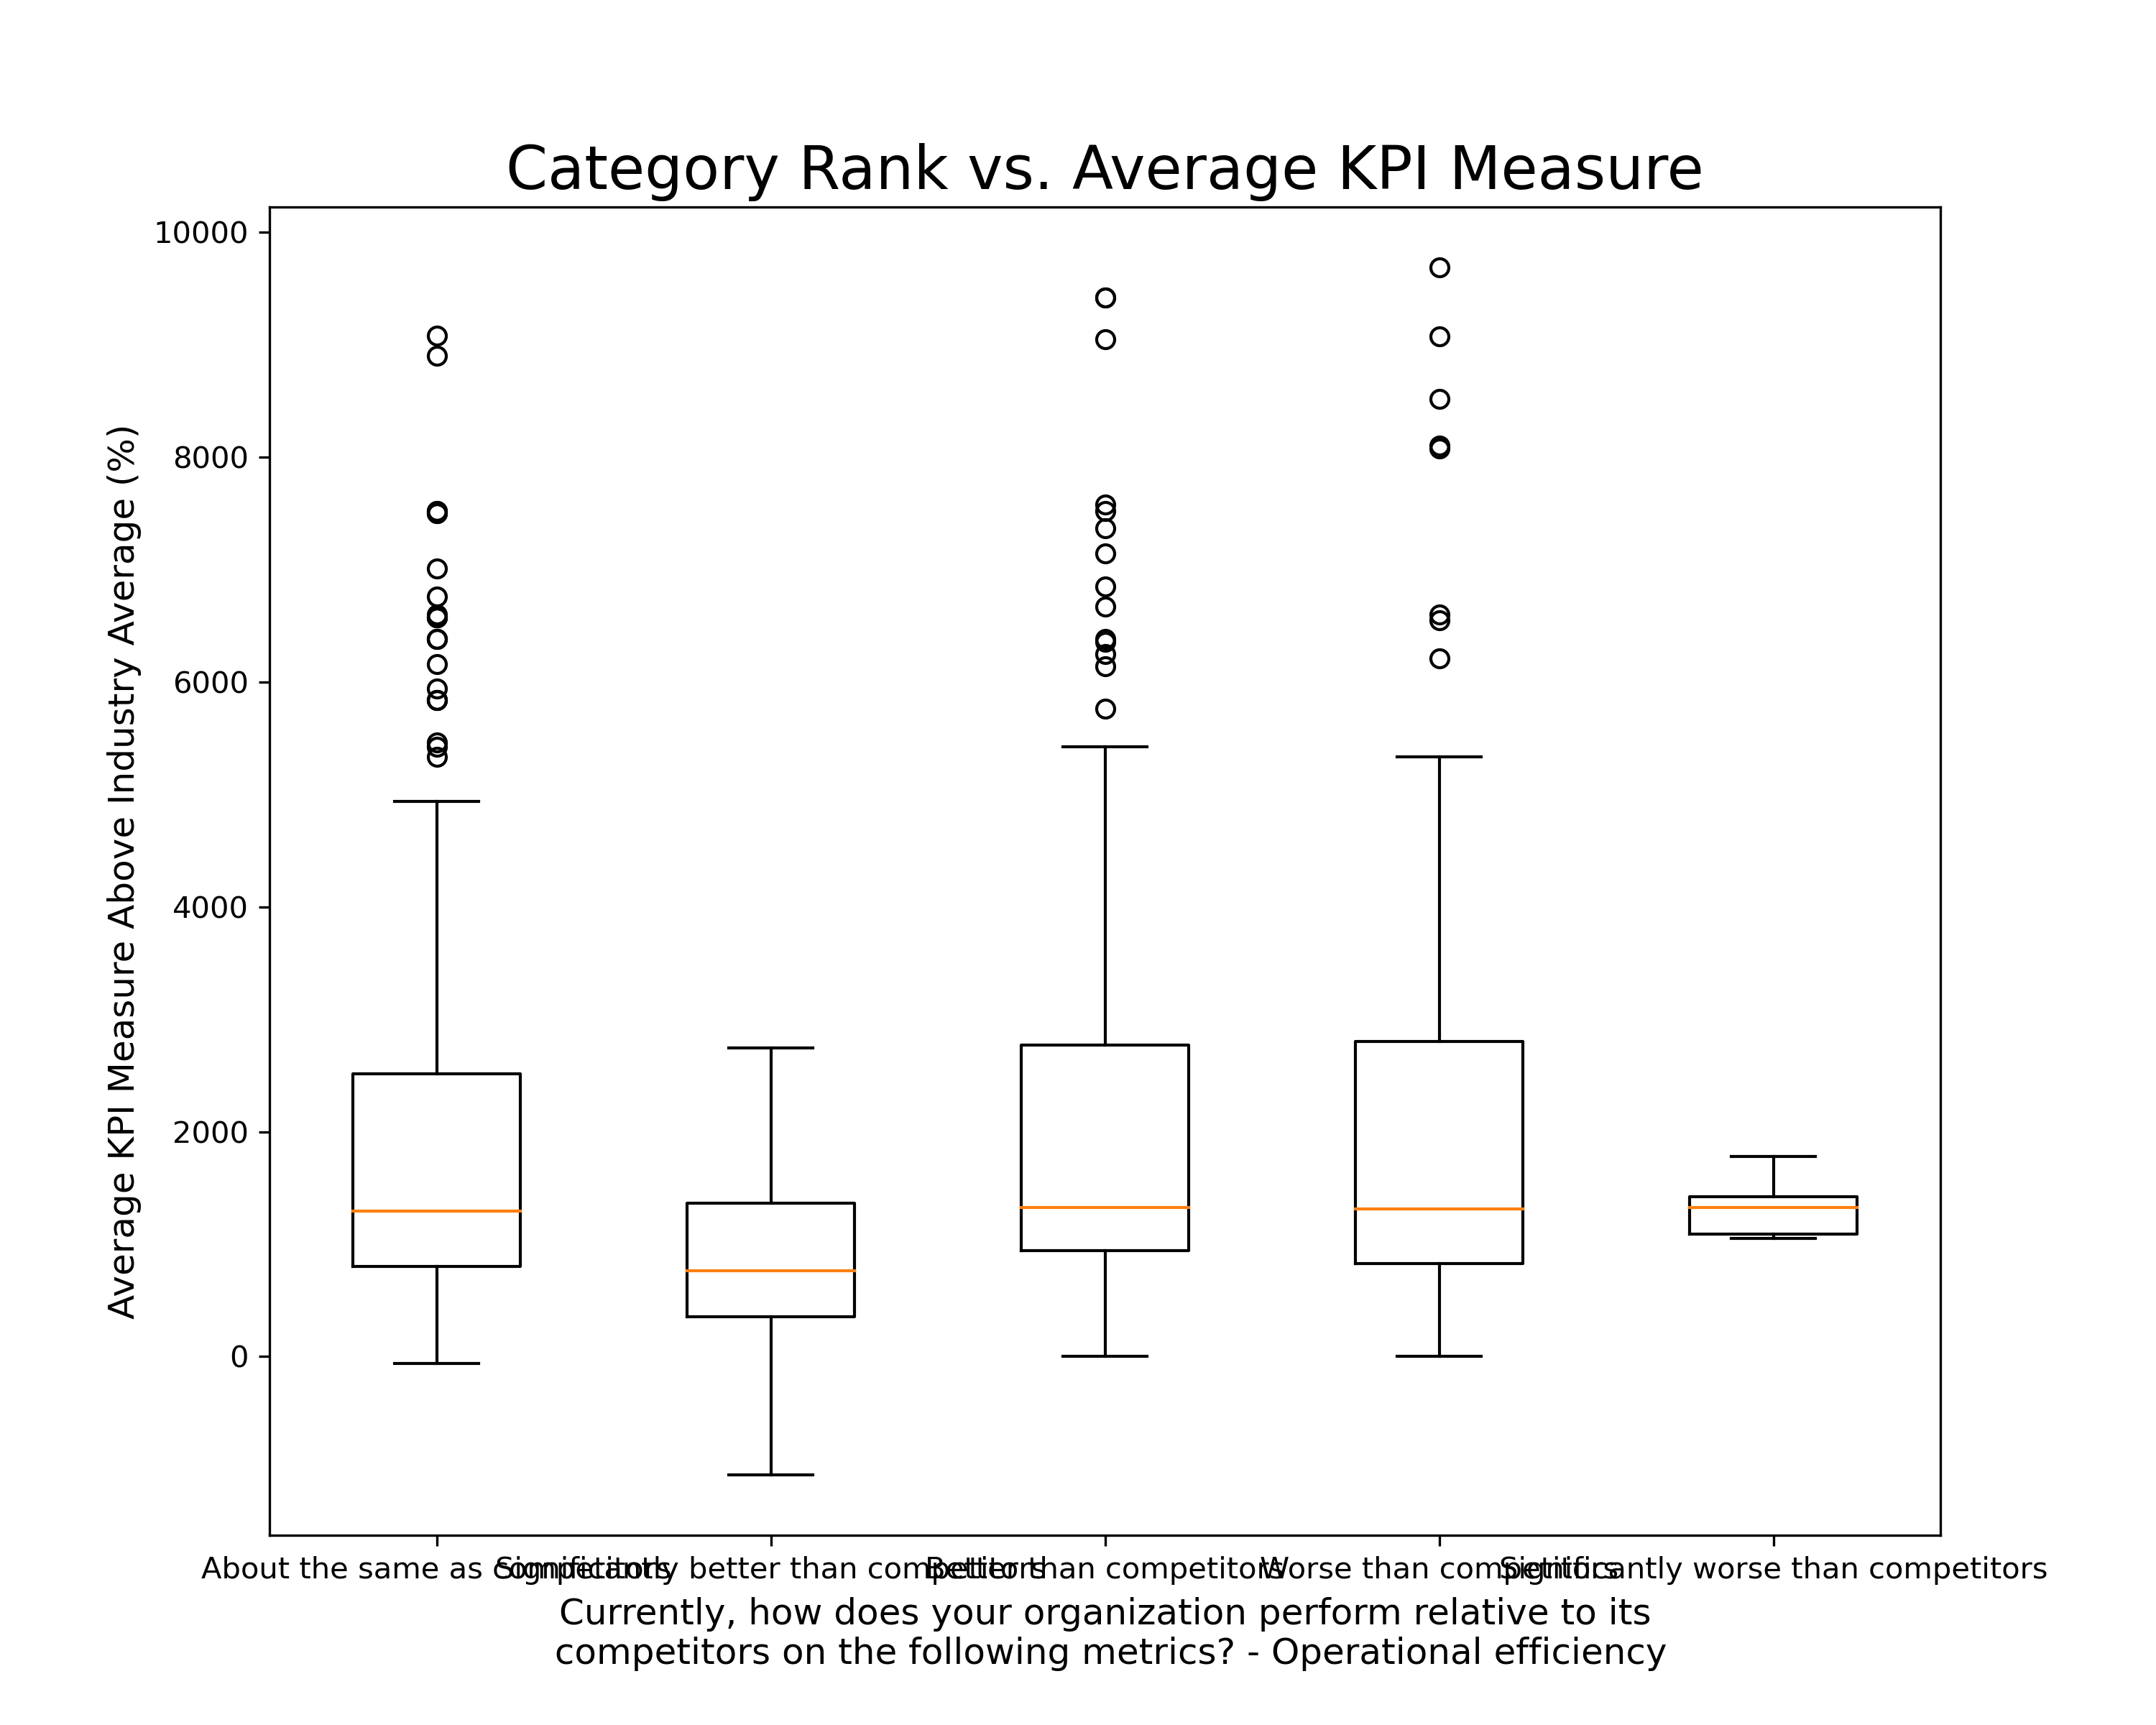 Category Rank vs. Average KPI Measure
Average KPI Measure Above Industry Average (%)
10000
8000
6000
4000
2000
0
About the same as competitors
Significantly better than competitors
Better than competitors
Worse than competitors
Significantly worse than competitors
Currently, how does your organization perform relative to its
competitors on the following metrics? - Operational efficiency